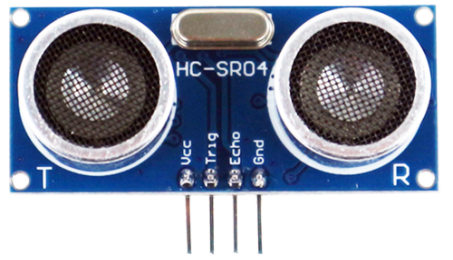 HC-SR04
Vcc
Trig
Echo
Gnd
T
R